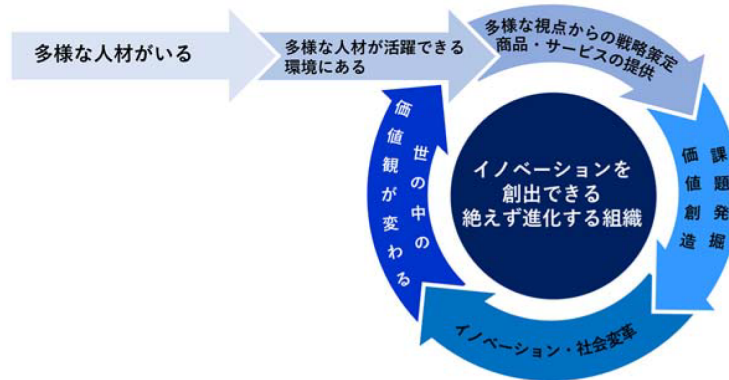 多様な人材がいる
多様な人材が活躍できる
環境にある
多様な視点からの戦略策定
商品・サービスの提供
課題発掘
価値創造
イノベーション・社会変革
世の中の
価値観が変わる
イノベーションを
創出できる
絶えず進化する組織